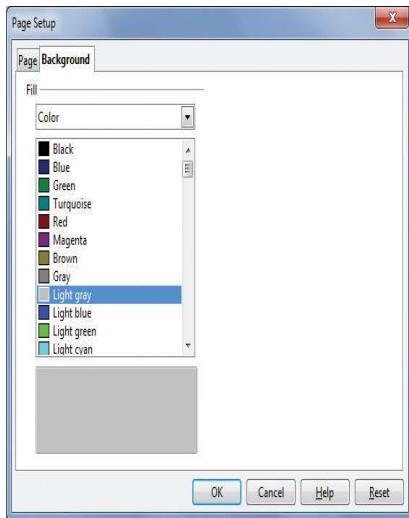 Page Setup
X
Page Background
Fill
Color
Black
Blue
Green
Turquoise
Red
Magenta
Brown
Gray
Light gray
Light blue
Light green
Light cyan
OK Cancel Help Reset